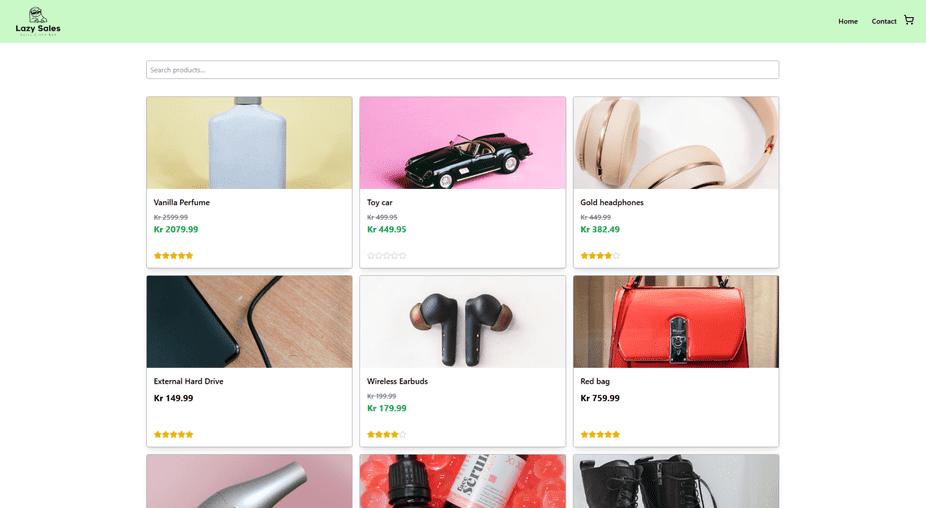 Lazy Sales
Home
Contact
Search products...
Vanilla Perfume
Kr 2599.99
Kr 2079.99
Toy car
Kr 499.95
Kr 449.95
Gold headphones
Kr 449.99
Kr 382.49
External Hard Drive
Kr 149.99
Wireless Earbuds
Kr 199.99
Kr 179.99
Red bag
Kr 759.99
serum